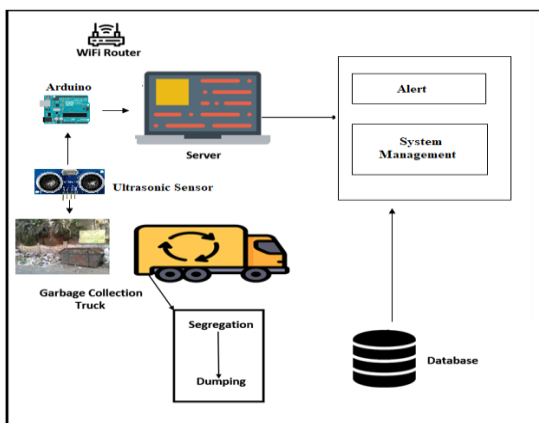 WiFi Router
Arduino
Server
Alert
System
Management
Ultrasonic Sensor
Garbage Collection
Truck
Segregation
Dumping
Database